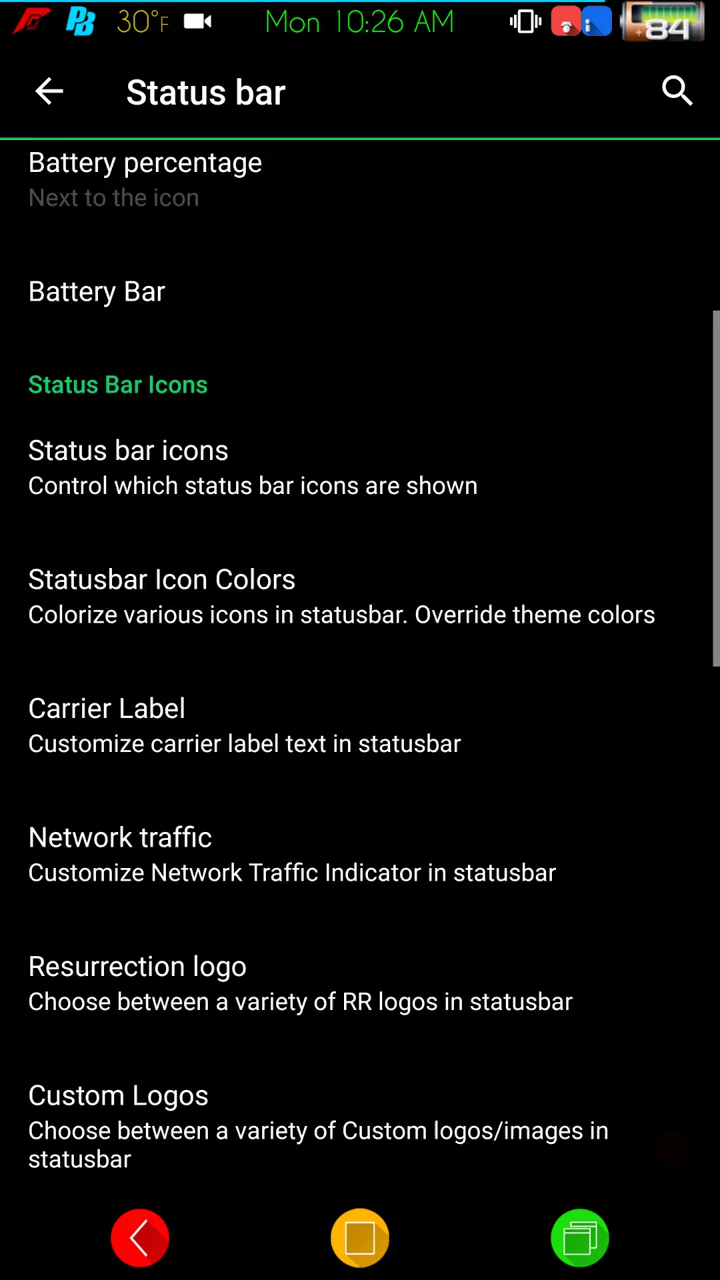 PB 30°F Mon 10:26 AM 84
Status bar
Battery percentage
Next to the icon
Battery Bar
Status Bar Icons
Status bar icons
Control which status bar icons are shown
Statusbar Icon Colors
Colorize various icons in statusbar. Override theme colors
Carrier Label
Customize carrier label text in statusbar
Network traffic
Customize Network Traffic Indicator in statusbar
Resurrection logo
Choose between a variety of RR logos in statusbar
Custom Logos
Choose between a variety of Custom logos/images in
statusbar